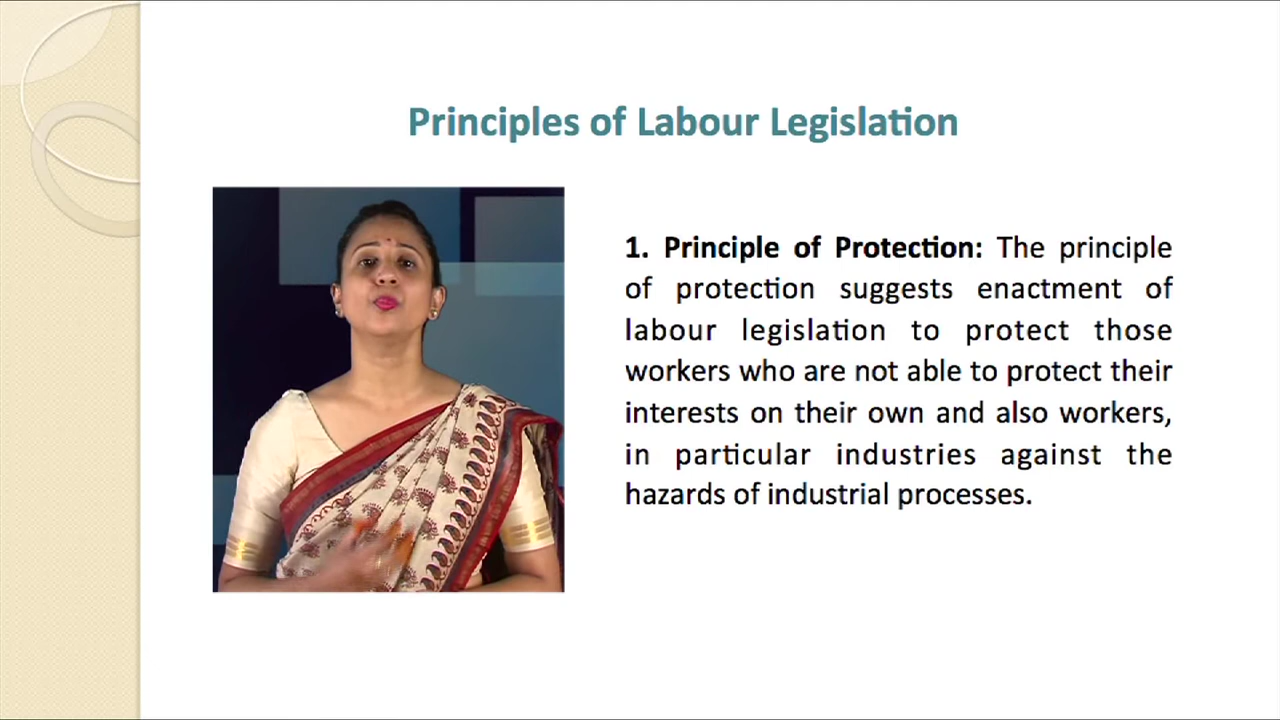 Principles of Labour Legislation
1. Principle of Protection: The principle
of protection suggests enactment of
labour legislation to protect those
workers who are not able to protect their
interests on their own and also workers,
in particular industries against the
hazards of industrial processes.